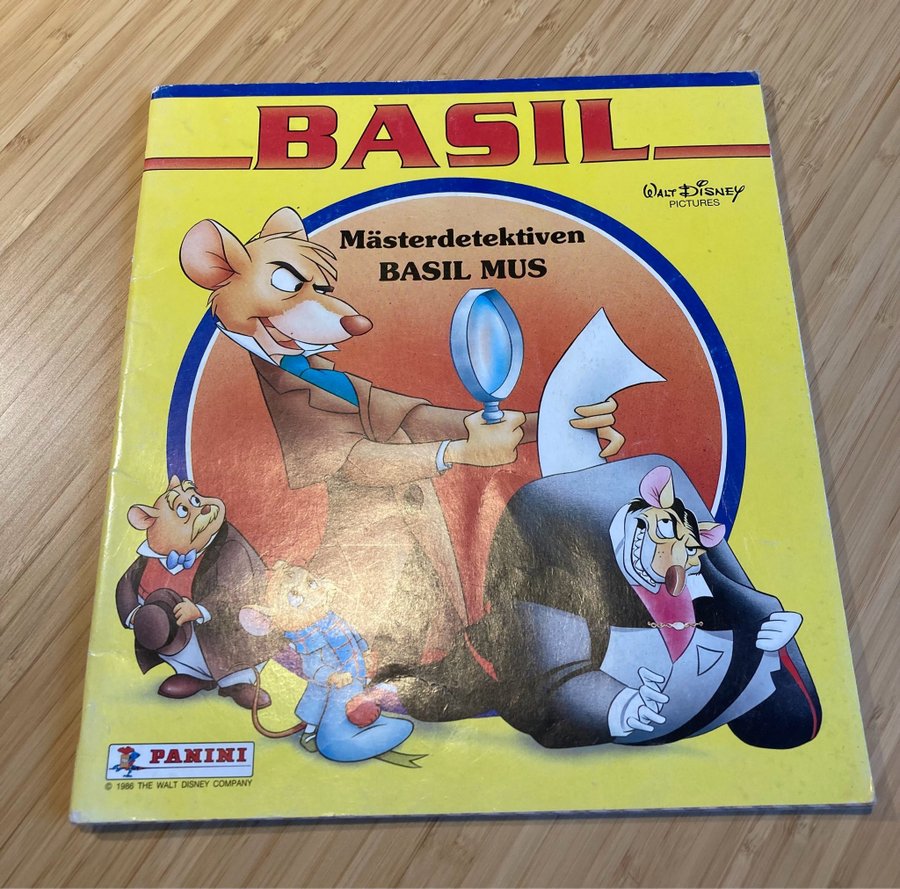 BASIL
WALT DISNEY
PICTURES
Mästerdetektiven
BASIL MUS
PANINI
© 1986 THE WALT DISNEY COMPANY